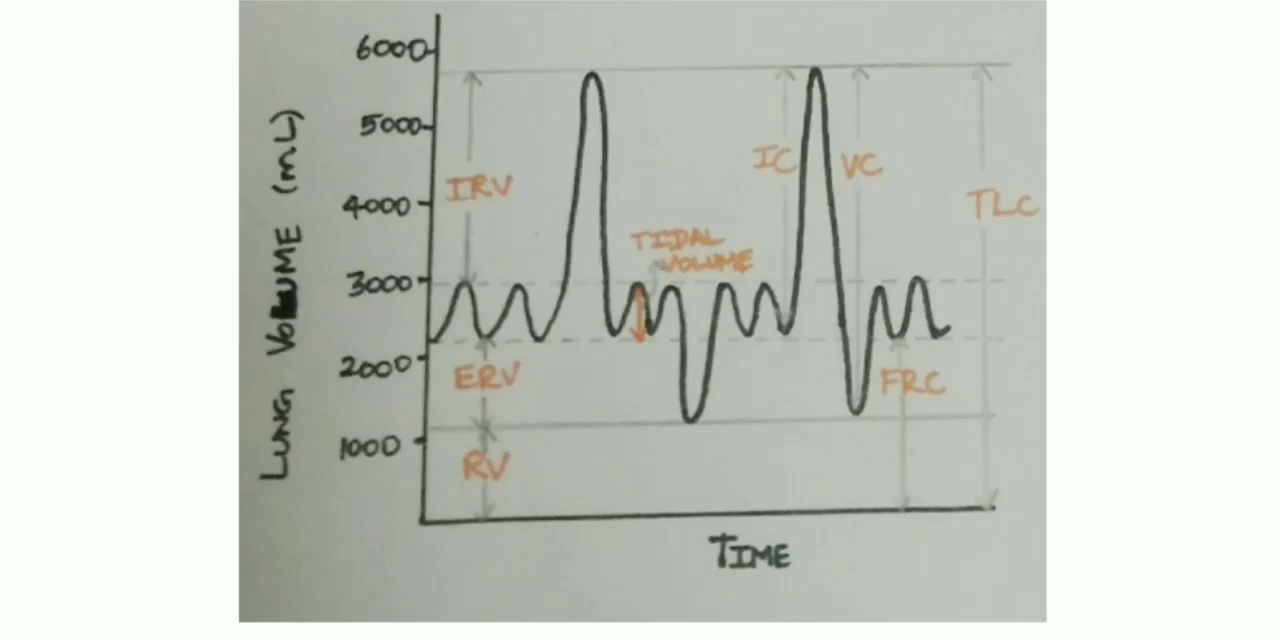 6000
5000
4000
3000
2000
1000
LUNG VOLUME (mL)
IRV
ERV
RV
TIDAL
VOLUME
IC
VC
TLC
FRC
TIME